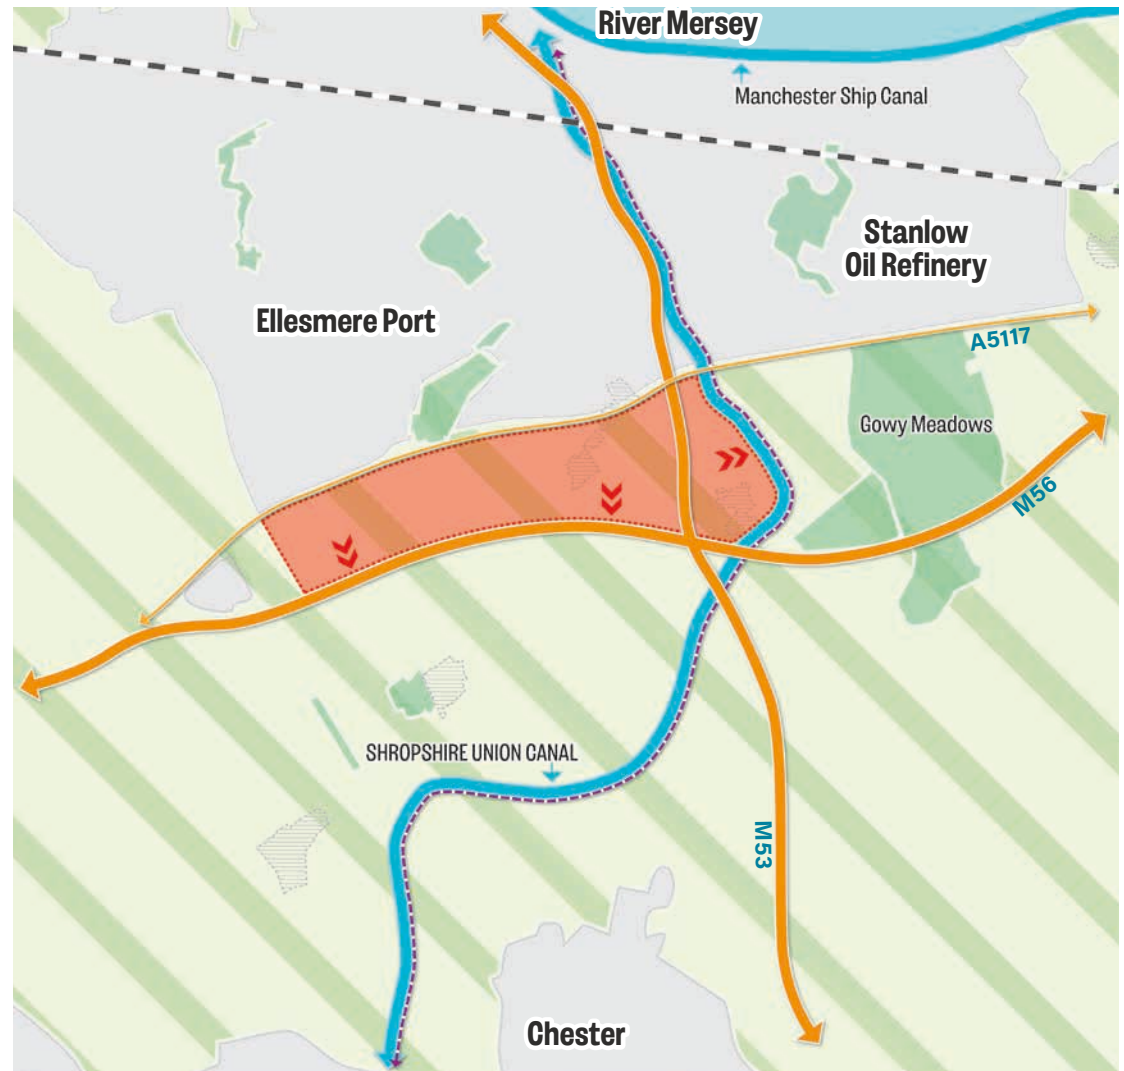 River Mersey
Manchester Ship Canal
Stanlow
Oil Refinery
Ellesmere Port
A5117
Gowy Meadows
M56
SHROPSHIRE UNION CANAL
M53
Chester